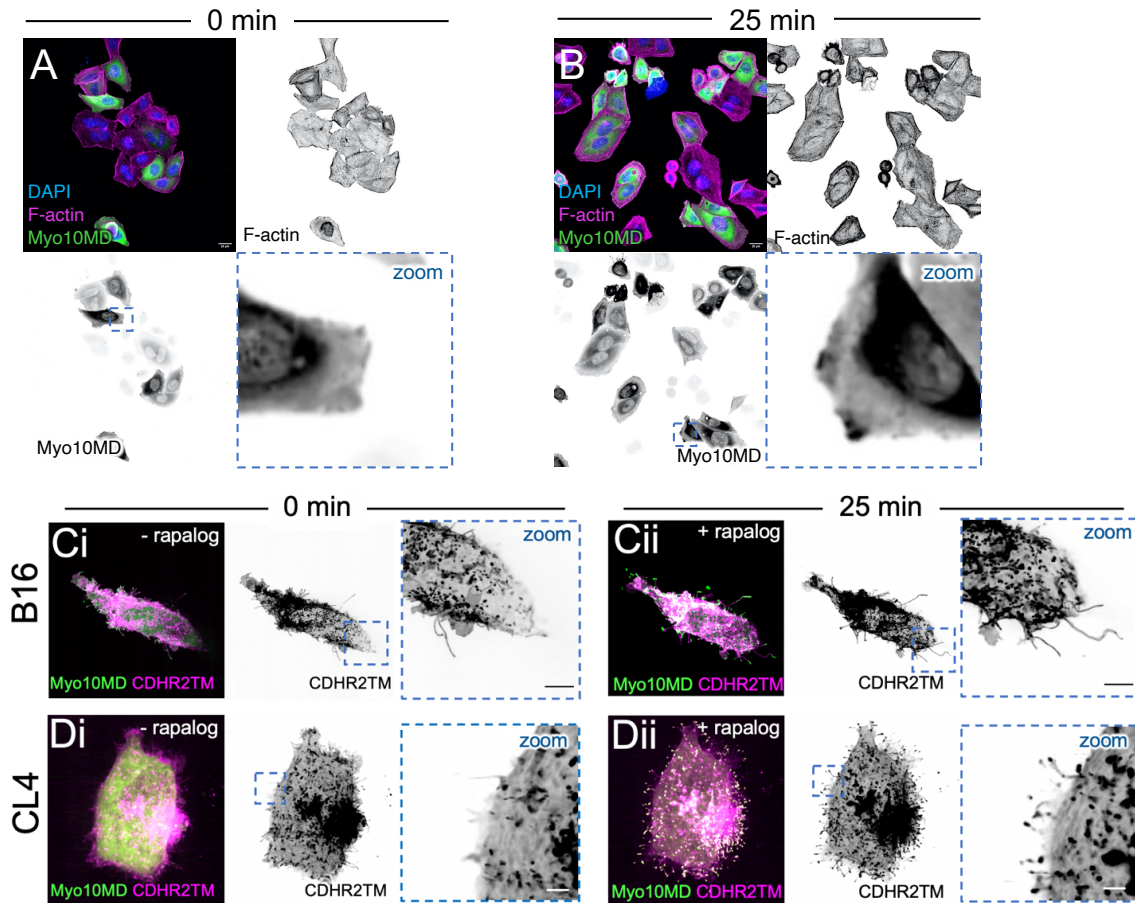 0 min
25 min
A
DAPI
F-actin
Myo10MD
F-actin
zoom
Myo10MD
B
DAPI
F-actin
Myo10MD
F-actin
zoom
Myo10MD
0 min
25 min
B16
Ci
- rapalog
Myo10MD CDHR2TM
CDHR2TM
zoom
Cii
+ rapalog
Myo10MD CDHR2TM
CDHR2TM
zoom
CL4
Di
- rapalog
Myo10MD CDHR2TM
CDHR2TM
zoom
Dii
+ rapalog
Myo10MD CDHR2TM
CDHR2TM
zoom